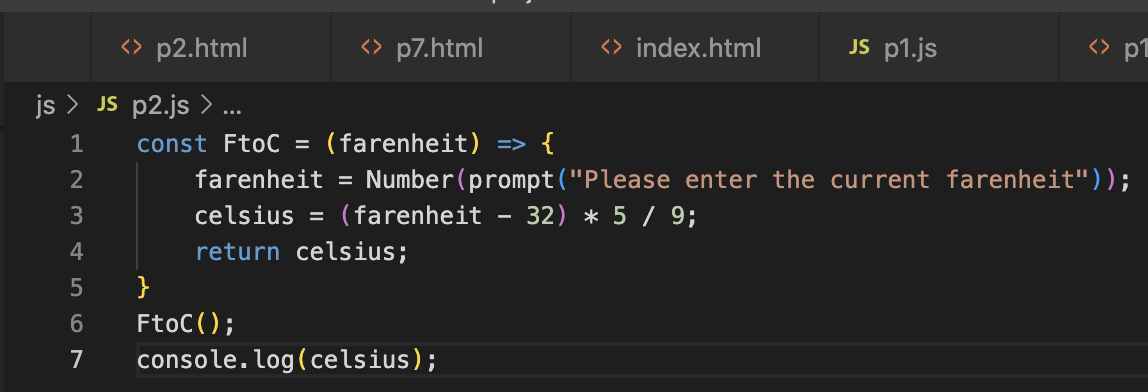 p2.html p7.html index.html JS p1.js p1
js > JS p2.js > ...
1 const FtoC = (farenheit) => {
2 farenheit = Number(prompt("Please enter the current farenheit"));
3 celsius = (farenheit - 32) * 5 / 9;
4 return celsius;
5 }
6 FtoC();
7 console.log(celsius);